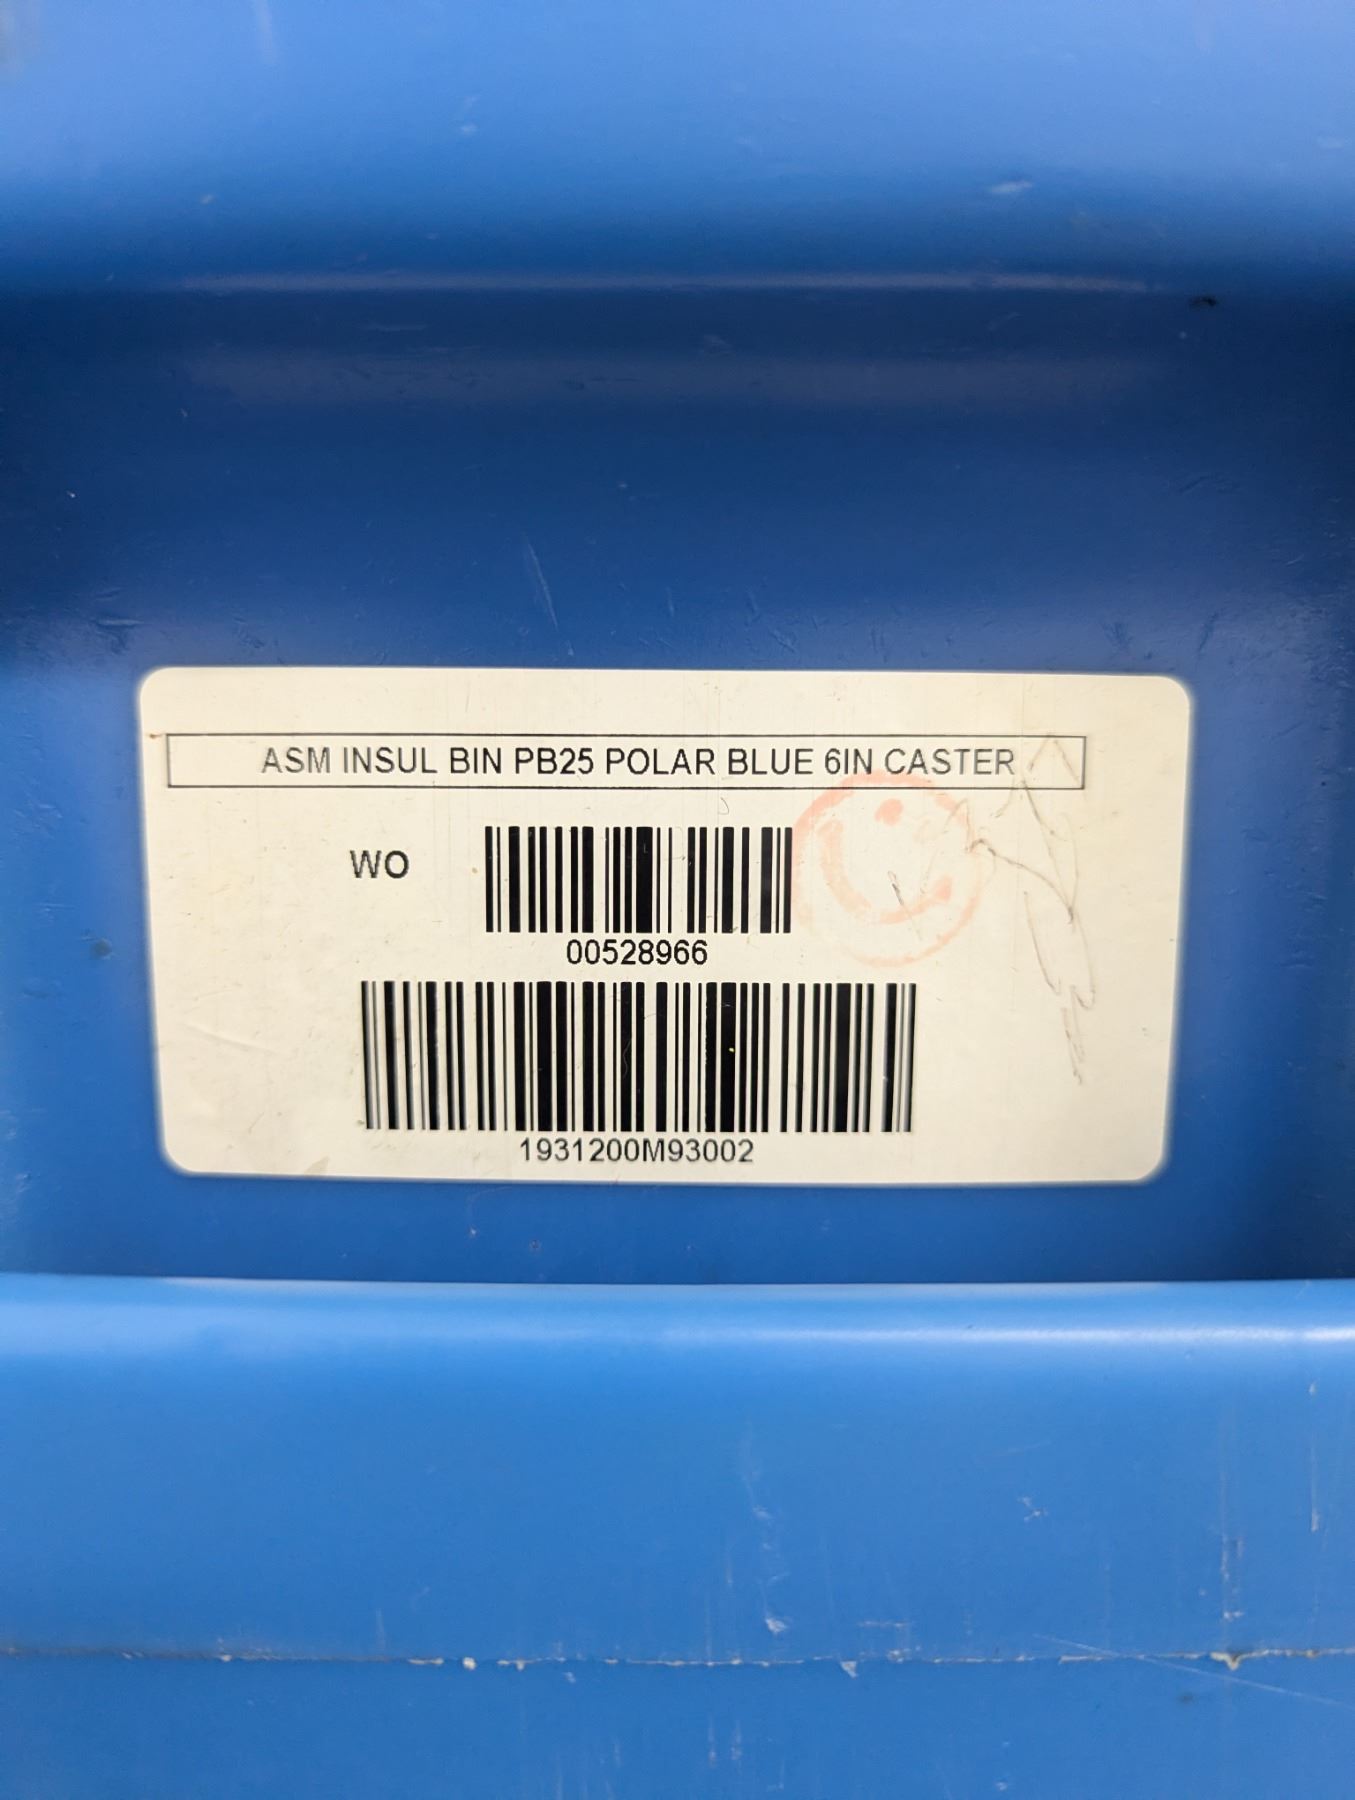 ASM INSUL BIN PB25 POLAR BLUE 6IN CASTER
WO
00528966
1931200M93002